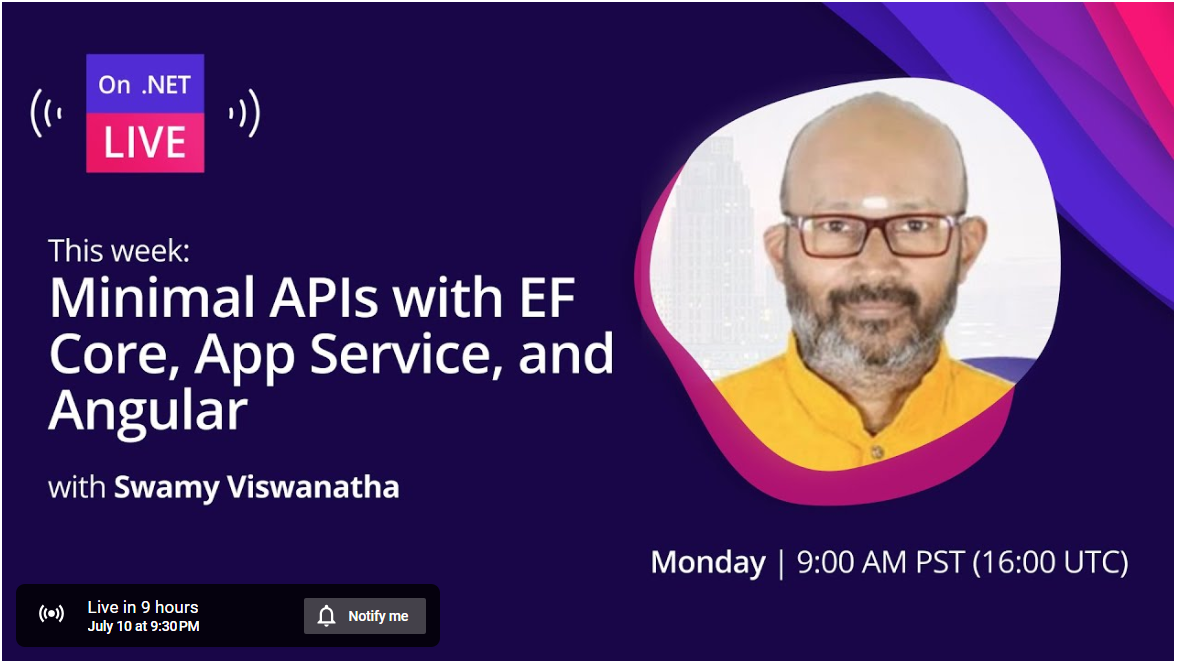 On .NET
LIVE
This week:
Minimal APIs with EF
Core, App Service, and
Angular
with Swamy Viswanatha
Monday | 9:00 AM PST (16:00 UTC)
Live in 9 hours
July 10 at 9:30 PM
Notify me